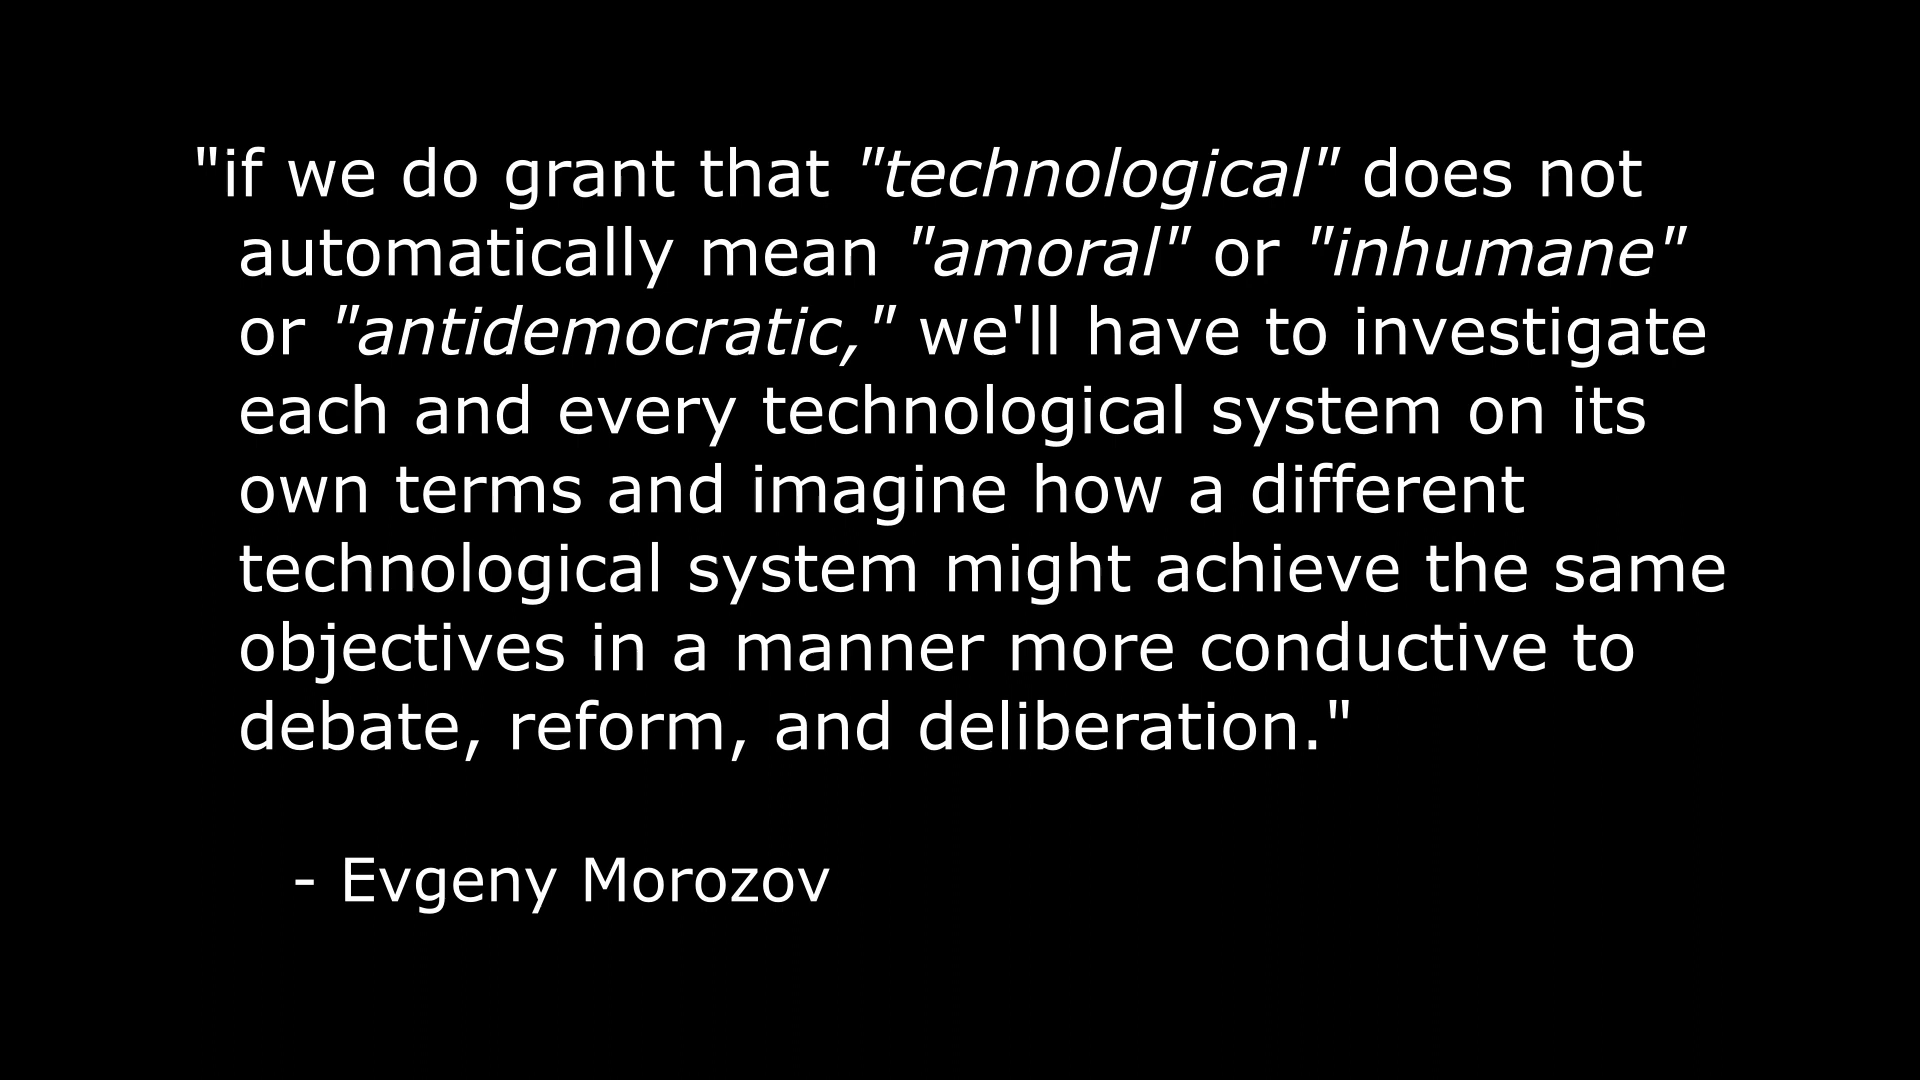 "if we do grant that "technological" does not
automatically mean "amoral" or "inhumane"
or "antidemocratic," we'll have to investigate
each and every technological system on its
own terms and imagine how a different
technological system might achieve the same
objectives in a manner more conductive to
debate, reform, and deliberation."
- Evgeny Morozov